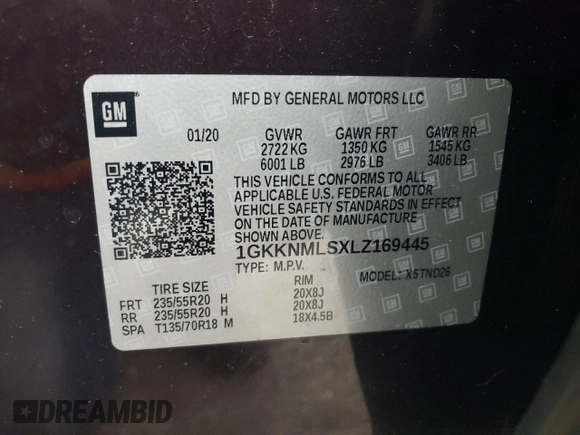 GM
MFD BY GENERAL MOTORS LLC
01/20 GVWR GAWR FRT GAWR RR
2722 KG 1350 KG 1545 KG
6001 LB 2976 LB 3406 LB
THIS VEHICLE CONFORMS TO ALL
APPLICABLE U.S. FEDERAL MOTOR
VEHICLE SAFETY STANDARDS IN EFFECT
ON THE DATE OF MANUFACTURE
SHOWN ABOVE.
1GKKNMLSXLZ169445
TYPE: M.P.V. MODEL: X5TND26
TIRE SIZE RIM
FRT 235/55R20 H 20X8J
RR 235/55R20 H 20X8J
SPA T135/70R18 M 18X4.5B
DREAMBID